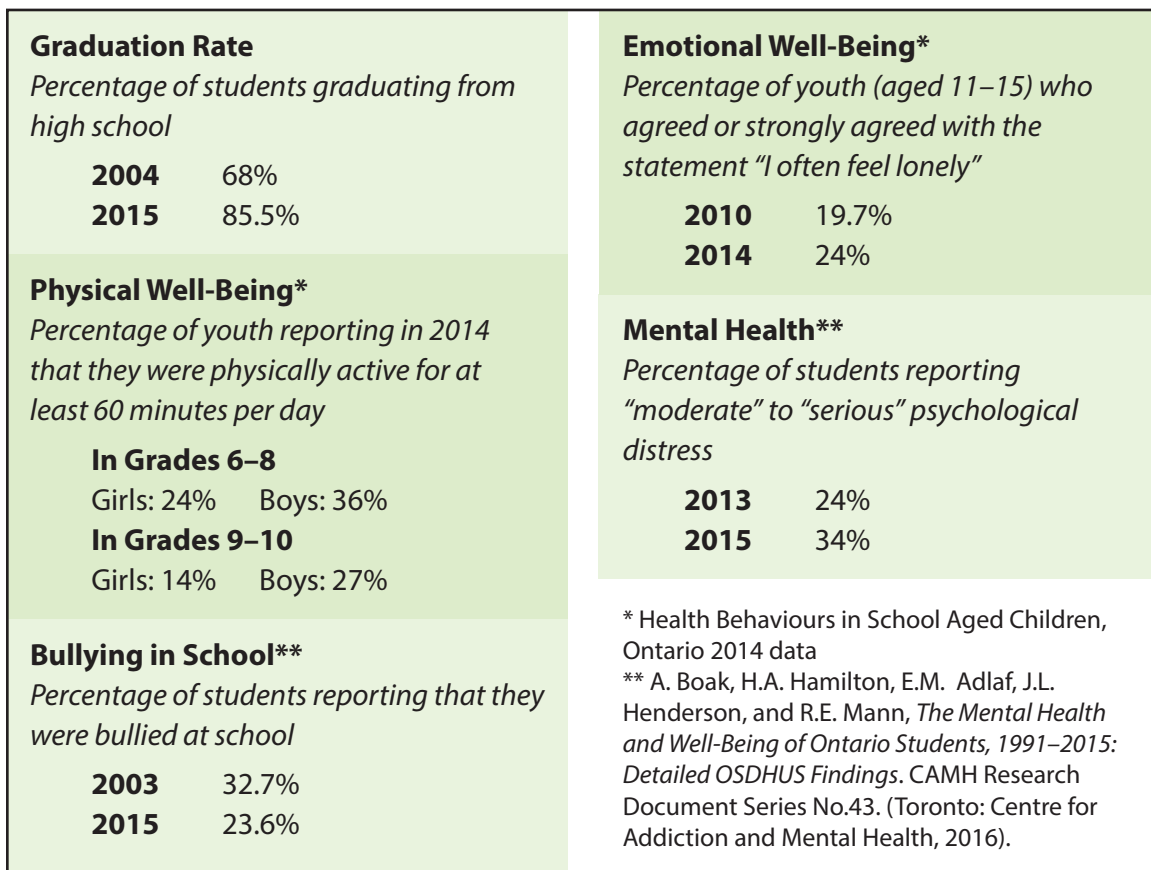 Graduation Rate
Percentage of students graduating from
high school
2004 68%
2015 85.5%
Physical Well-Being*
Percentage of youth reporting in 2014
that they were physically active for at
least 60 minutes per day
In Grades 6–8
Girls: 24% Boys: 36%
In Grades 9–10
Girls: 14% Boys: 27%
Bullying in School**
Percentage of students reporting that they
were bullied at school
2003 32.7%
2015 23.6%
Emotional Well-Being*
Percentage of youth (aged 11–15) who
agreed or strongly agreed with the
statement “I often feel lonely”
2010 19.7%
2014 24%
Mental Health**
Percentage of students reporting
“moderate” to “serious” psychological
distress
2013 24%
2015 34%
* Health Behaviours in School Aged Children,
Ontario 2014 data
** A. Boak, H.A. Hamilton, E.M. Adlaf, J.L.
Henderson, and R.E. Mann, The Mental Health
and Well-Being of Ontario Students, 1991–2015:
Detailed OSDHUS Findings. CAMH Research
Document Series No.43. (Toronto: Centre for
Addiction and Mental Health, 2016).